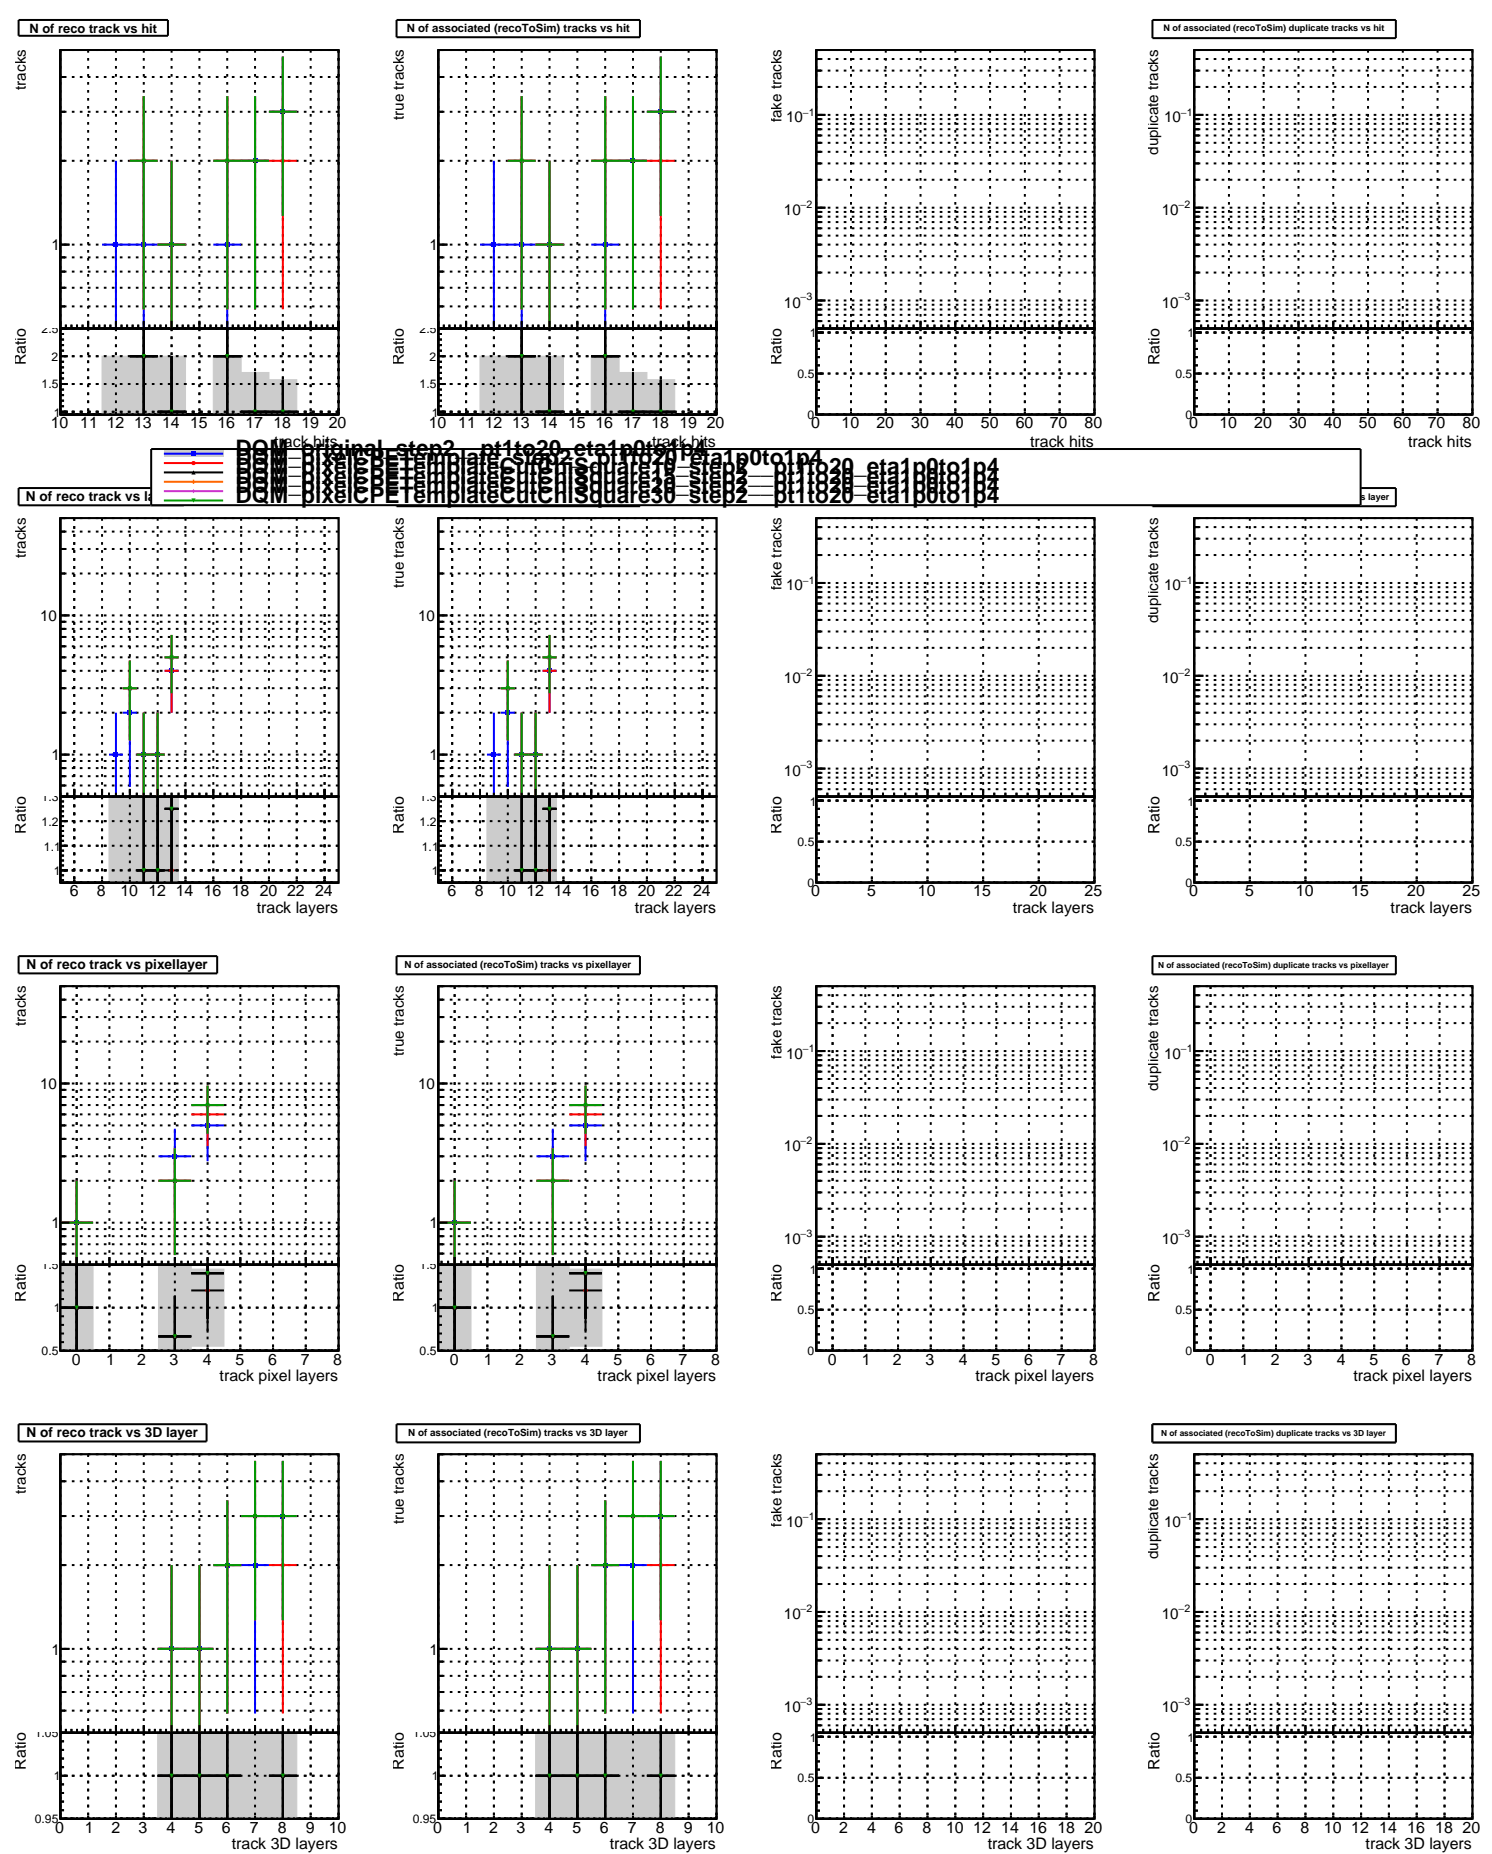 N of reco track vs hit
N of associated (recoToSim) tracks vs hit
N of associated (recoToSim) duplicate tracks vs hit
tracks
true tracks
fake tracks
duplicate tracks
1
1
10−1
10−2
10−3
10−1
10−2
10−3
Ratio
2.5
2
1.5
1
Ratio
2.5
2
1.5
1
Ratio
1
0.5
0
Ratio
1
0.5
0
10 11 12 13 14 15 16 17 18 19 20
10 11 12 13 14 15 16 17 18 19 20
0 10 20 30 40 50 60 70 80
0 10 20 30 40 50 60 70 80
track hits
track hits
track hits
track hits
DQM_original_step2__pt1to20_eta1p0to1p4
DQM_pixelCPETemplate_step2__pt1to20_eta1p0to1p4
DQM_pixelCPETemplateCutChiSquare30_step2__pt1to20_eta1p0to1p4
N of reco track vs la
s layer
tracks
true tracks
fake tracks
duplicate tracks
10
1
10
1
10−1
10−2
10−3
10−1
10−2
10−3
Ratio
1.3
1.2
1.1
1
Ratio
1.3
1.2
1.1
1
Ratio
1
0.5
0
Ratio
1
0.5
0
6 8 10 12 14 16 18 20 22 24
6 8 10 12 14 16 18 20 22 24
0 5 10 15 20 25
0 5 10 15 20 25
track layers
track layers
track layers
track layers
N of reco track vs pixellayer
N of associated (recoToSim) tracks vs pixellayer
N of associated (recoToSim) duplicate tracks vs pixellayer
tracks
true tracks
fake tracks
duplicate tracks
10
1
10
1
10−1
10−2
10−3
10−1
10−2
10−3
Ratio
1.5
1
0.5
Ratio
1.5
1
0.5
Ratio
1
0.5
0
Ratio
1
0.5
0
0 1 2 3 4 5 6 7 8
0 1 2 3 4 5 6 7 8
0 1 2 3 4 5 6 7 8
0 1 2 3 4 5 6 7 8
track pixel layers
track pixel layers
track pixel layers
track pixel layers
N of reco track vs 3D layer
N of associated (recoToSim) tracks vs 3D layer
N of associated (recoToSim) duplicate tracks vs 3D layer
tracks
true tracks
fake tracks
duplicate tracks
1
1
10−1
10−2
10−3
10−1
10−2
10−3
Ratio
1.05
1
0.95
Ratio
1.05
1
0.95
Ratio
1
0.5
0
Ratio
1
0.5
0
0 1 2 3 4 5 6 7 8 9 10
0 1 2 3 4 5 6 7 8 9 10
0 2 4 6 8 10 12 14 16 18 20
0 2 4 6 8 10 12 14 16 18 20
track 3D layers
track 3D layers
track 3D layers
track 3D layers